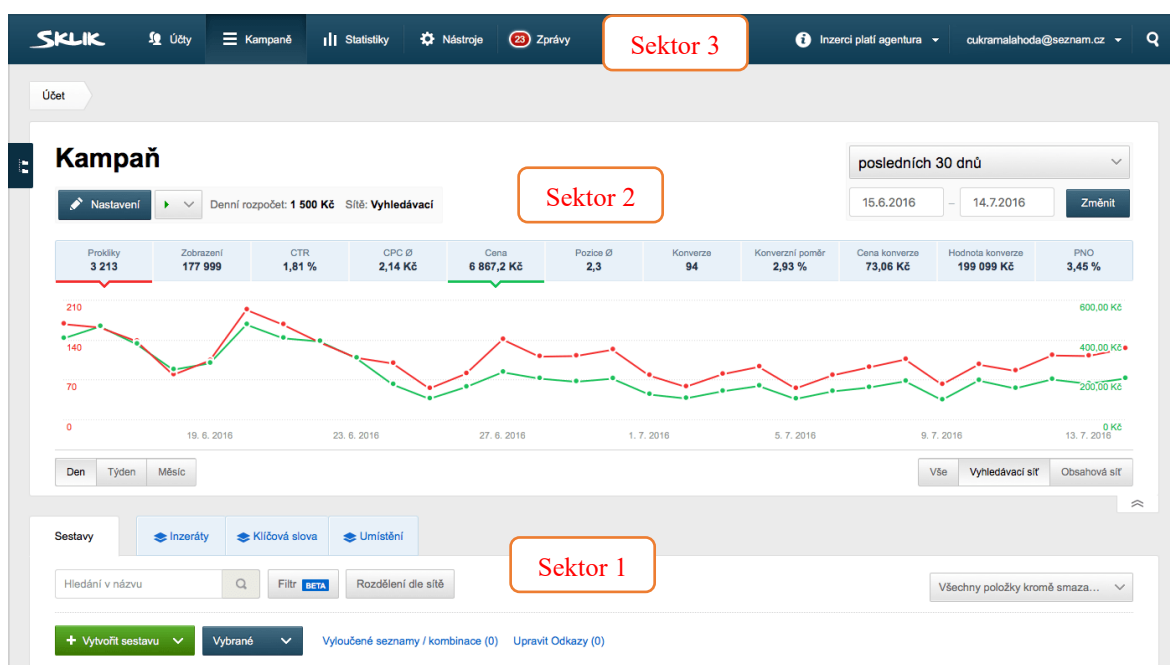 SKLIK Účty Kampaně Statistiky Nástroje 23 Zprávy Sektor 3 Inzerci platí agentura cukramalahoda@seznam.cz
Účet
Kampaň
posledních 30 dnů
Nastavení Denní rozpočet: 1 500 Kč Sítě: Vyhledávací Sektor 2 15.6.2016 – 14.7.2016 Změnit
Prokliky Zobrazení CTR CPC Ø Cena Pozice Ø Konverze Konverzní poměr Cena konverze Hodnota konverze PNO
3 213 177 999 1,81 % 2,14 Kč 6 867,2 Kč 2,3 94 2,93 % 73,06 Kč 199 099 Kč 3,45 %
210 600,00 Kč
140 400,00 Kč
70 200,00 Kč
0 0 Kč
19. 6. 2016 23. 6. 2016 27. 6. 2016 1. 7. 2016 5. 7. 2016 9. 7. 2016 13. 7. 2016
Den Týden Měsíc Vše Vyhledávací síť Obsahová síť
Sestavy Inzeráty Klíčová slova Umístění
Sektor 1
Hledání v názvu Filtr BETA Rozdělení dle sítě Všechny položky kromě smaza...
+ Vytvořit sestavu Vybrané Vyloučené seznamy / kombinace (0) Upravit Odkazy (0)